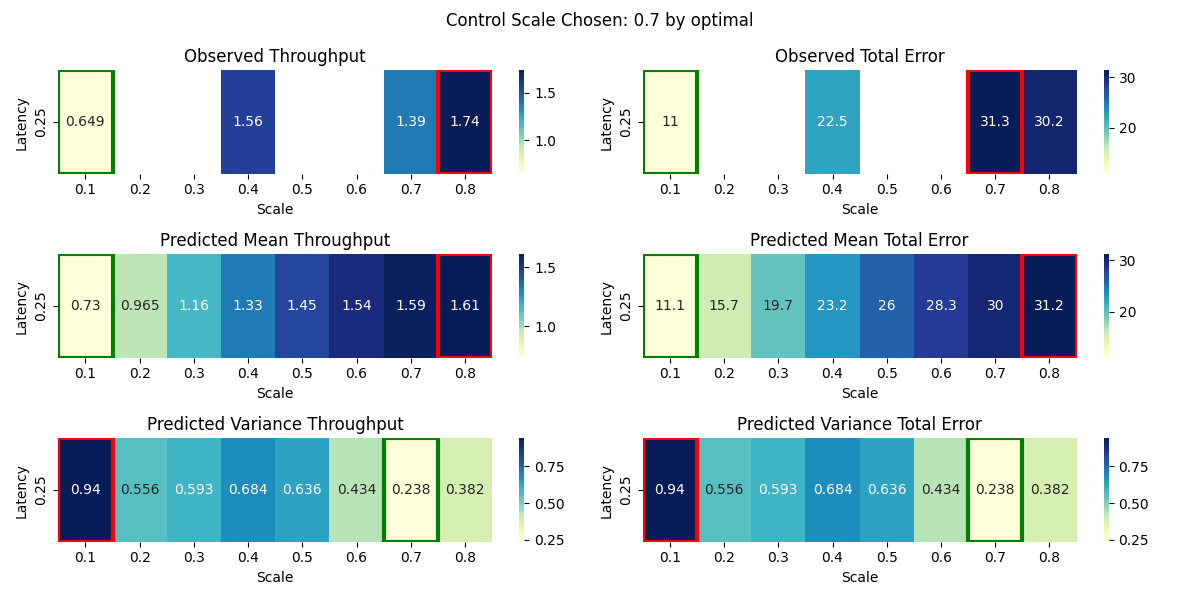 Control Scale Chosen: 0.7 by optimal
Observed Throughput
Latency
0.25
0.649
1.56
1.39
1.74
1.5
1.0
0.1 0.2 0.3 0.4 0.5 0.6 0.7 0.8
Scale
Observed Total Error
Latency
0.25
11
22.5
31.3
30.2
30
20
0.1 0.2 0.3 0.4 0.5 0.6 0.7 0.8
Scale
Predicted Mean Throughput
Latency
0.25
0.73 0.965 1.16 1.33 1.45 1.54 1.59 1.61
1.5
1.0
0.1 0.2 0.3 0.4 0.5 0.6 0.7 0.8
Scale
Predicted Mean Total Error
Latency
0.25
11.1 15.7 19.7 23.2 26 28.3 30 31.2
30
20
0.1 0.2 0.3 0.4 0.5 0.6 0.7 0.8
Scale
Predicted Variance Throughput
Latency
0.25
0.94 0.556 0.593 0.684 0.636 0.434 0.238 0.382
0.75
0.50
0.25
0.1 0.2 0.3 0.4 0.5 0.6 0.7 0.8
Scale
Predicted Variance Total Error
Latency
0.25
0.94 0.556 0.593 0.684 0.636 0.434 0.238 0.382
0.75
0.50
0.25
0.1 0.2 0.3 0.4 0.5 0.6 0.7 0.8
Scale